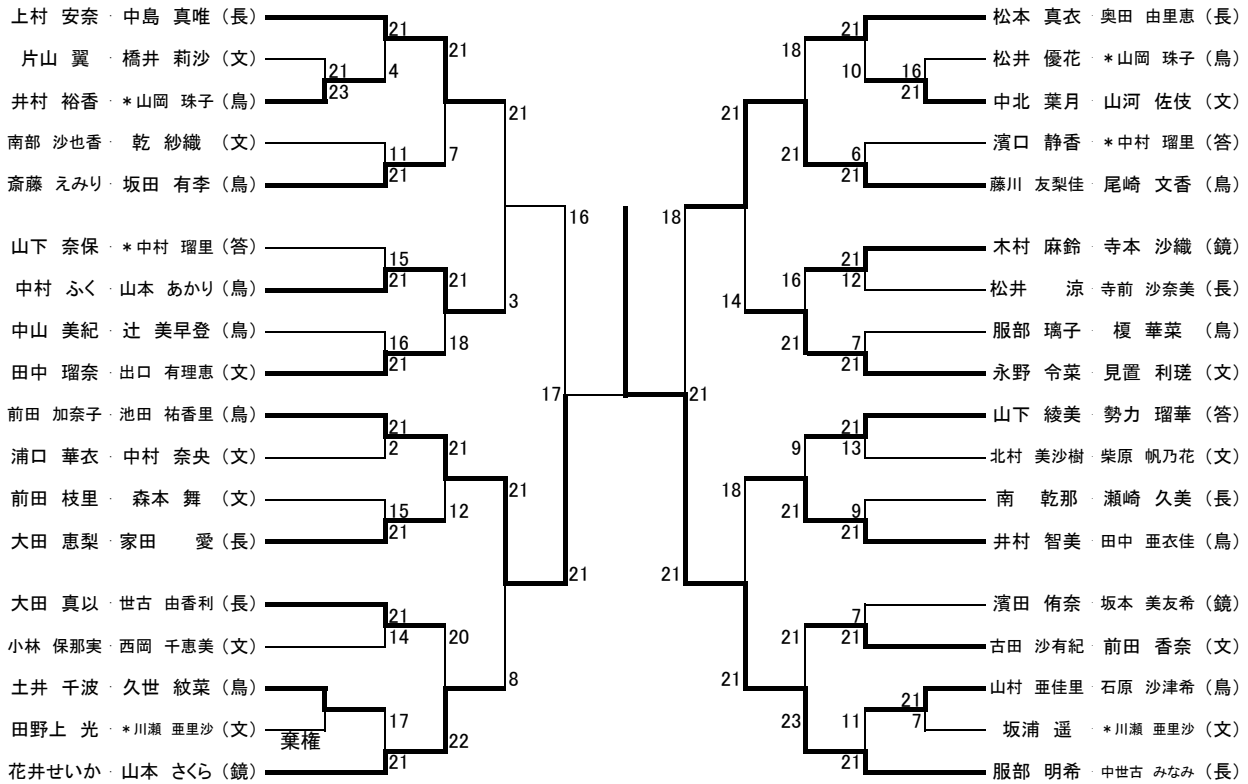 上村 安奈 · 中島 真唯 (長)
片山 翼 · 橋井 莉沙 (文)
井村 裕香 · *山岡 珠子 (鳥)
南部 沙也香 · 乾 紗織 (文)
斎藤 えみり · 坂田 有李 (鳥)
山下 奈保 · *中村 瑠里 (答)
中村 ふく · 山本 あかり (鳥)
中山 美紀 · 辻 美早登 (鳥)
田中 瑠奈 · 出口 有理恵 (文)
前田 加奈子 · 池田 祐香里 (鳥)
浦口 華衣 · 中村 奈央 (文)
前田 枝里 · 森本 舞 (文)
大田 恵梨 · 家田 愛 (長)
大田 真以 · 世古 由香利 (長)
小林 保那実 · 西岡 千恵美 (文)
土井 千波 · 久世 紋菜 (鳥)
田野上 光 · *川瀬 亜里沙 (文)
花井せいか · 山本 さくら (鏡)
21
4
21
23
11
21
21
7
15
21
16
21
21
18
21
3
21
2
15
21
21
12
21
14
棄権
17
21
20
22
21
8
16
21
17
21
18
21
18
14
21
18
21
18
21
16
21
9
21
21
23
21
10
16
21
6
21
21
12
7
21
21
13
9
21
7
21
21
7
11
21
松本 真衣 · 奥田 由里恵 (長)
松井 優花 · *山岡 珠子 (鳥)
中北 葉月 · 山河 佐伎 (文)
濱口 静香 · *中村 瑠里 (答)
藤川 友梨佳 · 尾崎 文香 (鳥)
木村 麻鈴 · 寺本 沙織 (鏡)
松井 涼 · 寺前 沙奈美 (長)
服部 璃子 · 榎 華菜 (鳥)
永野 令菜 · 見置 利瑳 (文)
山下 綾美 · 勢力 瑠華 (答)
北村 美沙樹 · 柴原 帆乃花 (文)
南 乾那 · 瀬崎 久美 (長)
井村 智美 · 田中 亜衣佳 (鳥)
濱田 侑奈 · 坂本 美友希 (鏡)
古田 沙有紀 · 前田 香奈 (文)
山村 亜佳里 · 石原 沙津希 (鳥)
坂浦 遥 · *川瀬 亜里沙 (文)
服部 明希 · 中世古 みなみ (長)